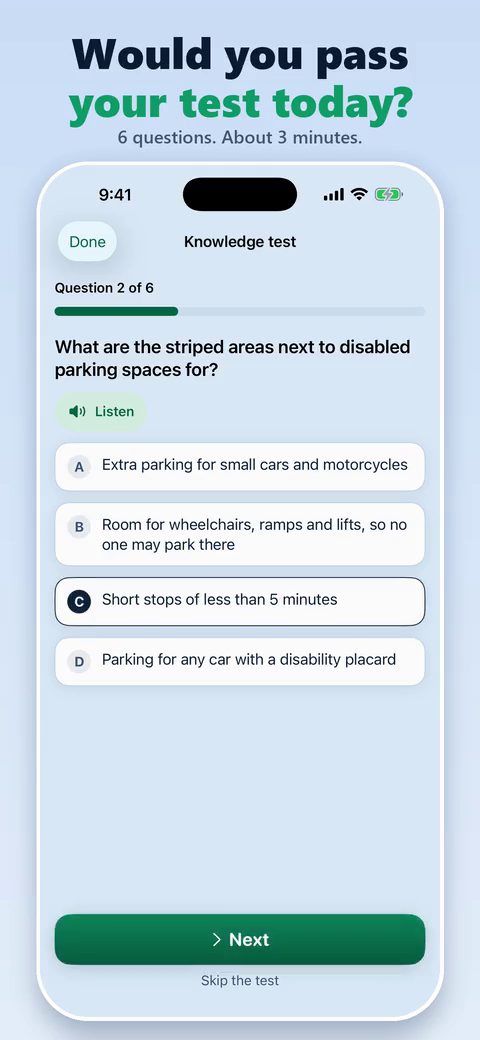 Would you pass
your test today?
6 questions. About 3 minutes.
9:41
Done
Knowledge test
Question 2 of 6
What are the striped areas next to disabled
parking spaces for?
Listen
A Extra parking for small cars and motorcycles
B Room for wheelchairs, ramps and lifts, so no
one may park there
C Short stops of less than 5 minutes
D Parking for any car with a disability placard
Next
Skip the test